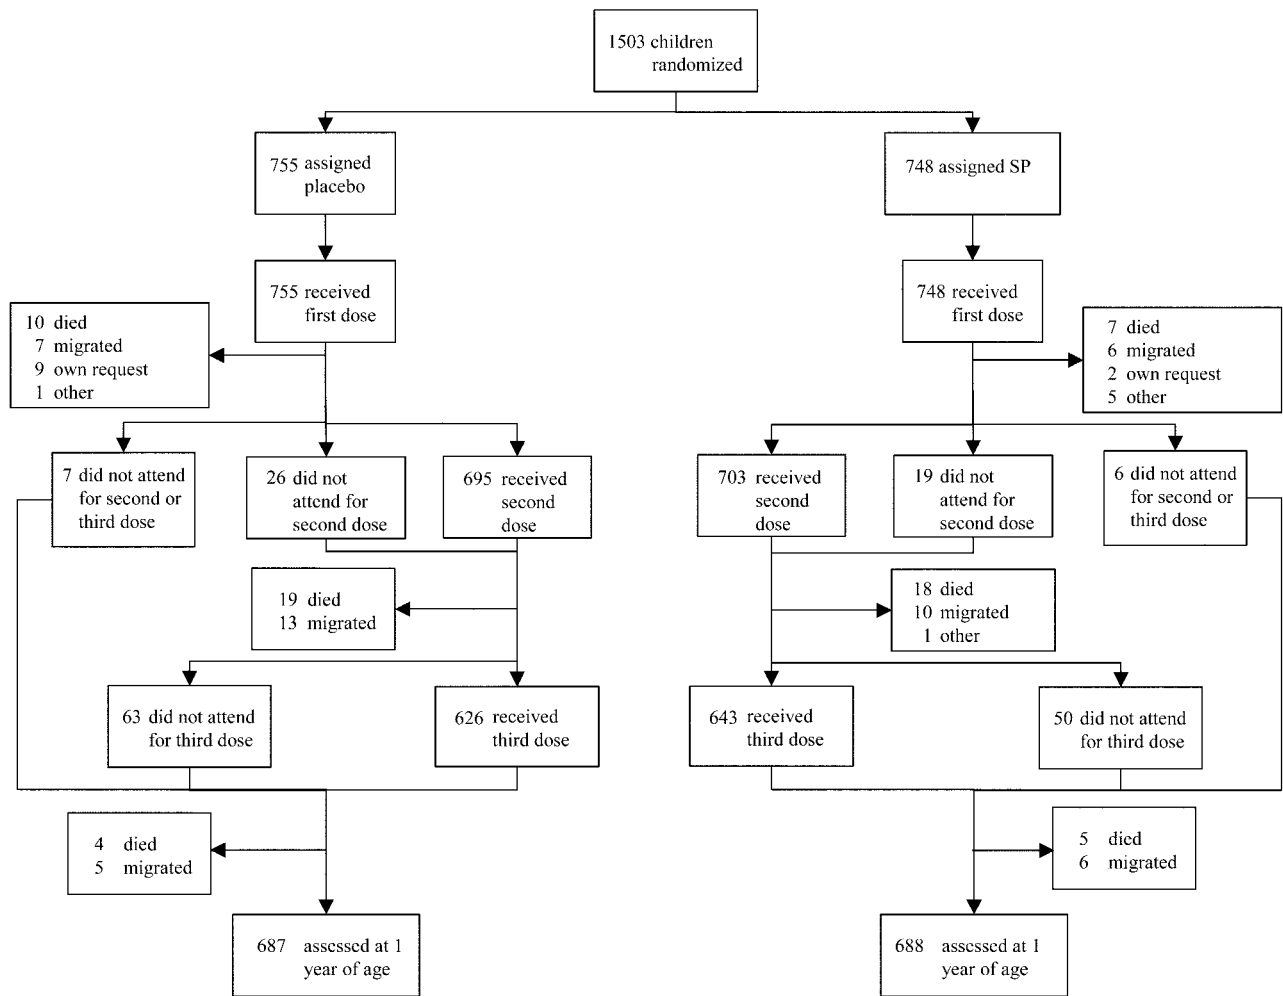 1503 children
randomized
755 assigned
placebo
748 assigned SP
755 received
first dose
748 received
first dose
10 died
7 migrated
9 own request
1 other
7 died
6 migrated
2 own request
5 other
7 did not attend
for second or
third dose
26 did not
attend for
second dose
695 received
second
dose
703 received
second
dose
19 did not
attend for
second dose
6 did not attend
for second or
third dose
19 died
13 migrated
18 died
10 migrated
1 other
63 did not attend
for third dose
626 received
third dose
643 received
third dose
50 did not attend
for third dose
4 died
5 migrated
5 died
6 migrated
687 assessed at 1
year of age
688 assessed at 1
year of age